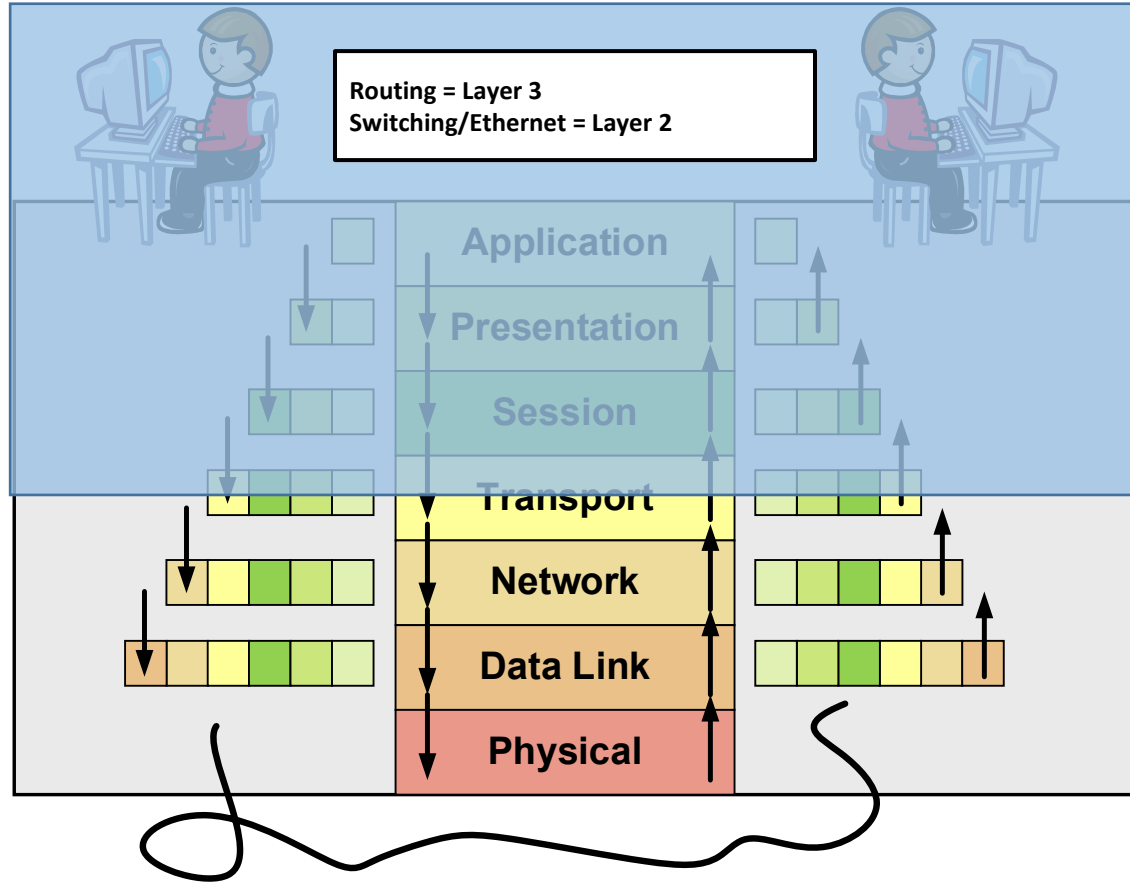 Routing = Layer 3
Switching/Ethernet = Layer 2
Application
Presentation
Session
Transport
Network
Data Link
Physical